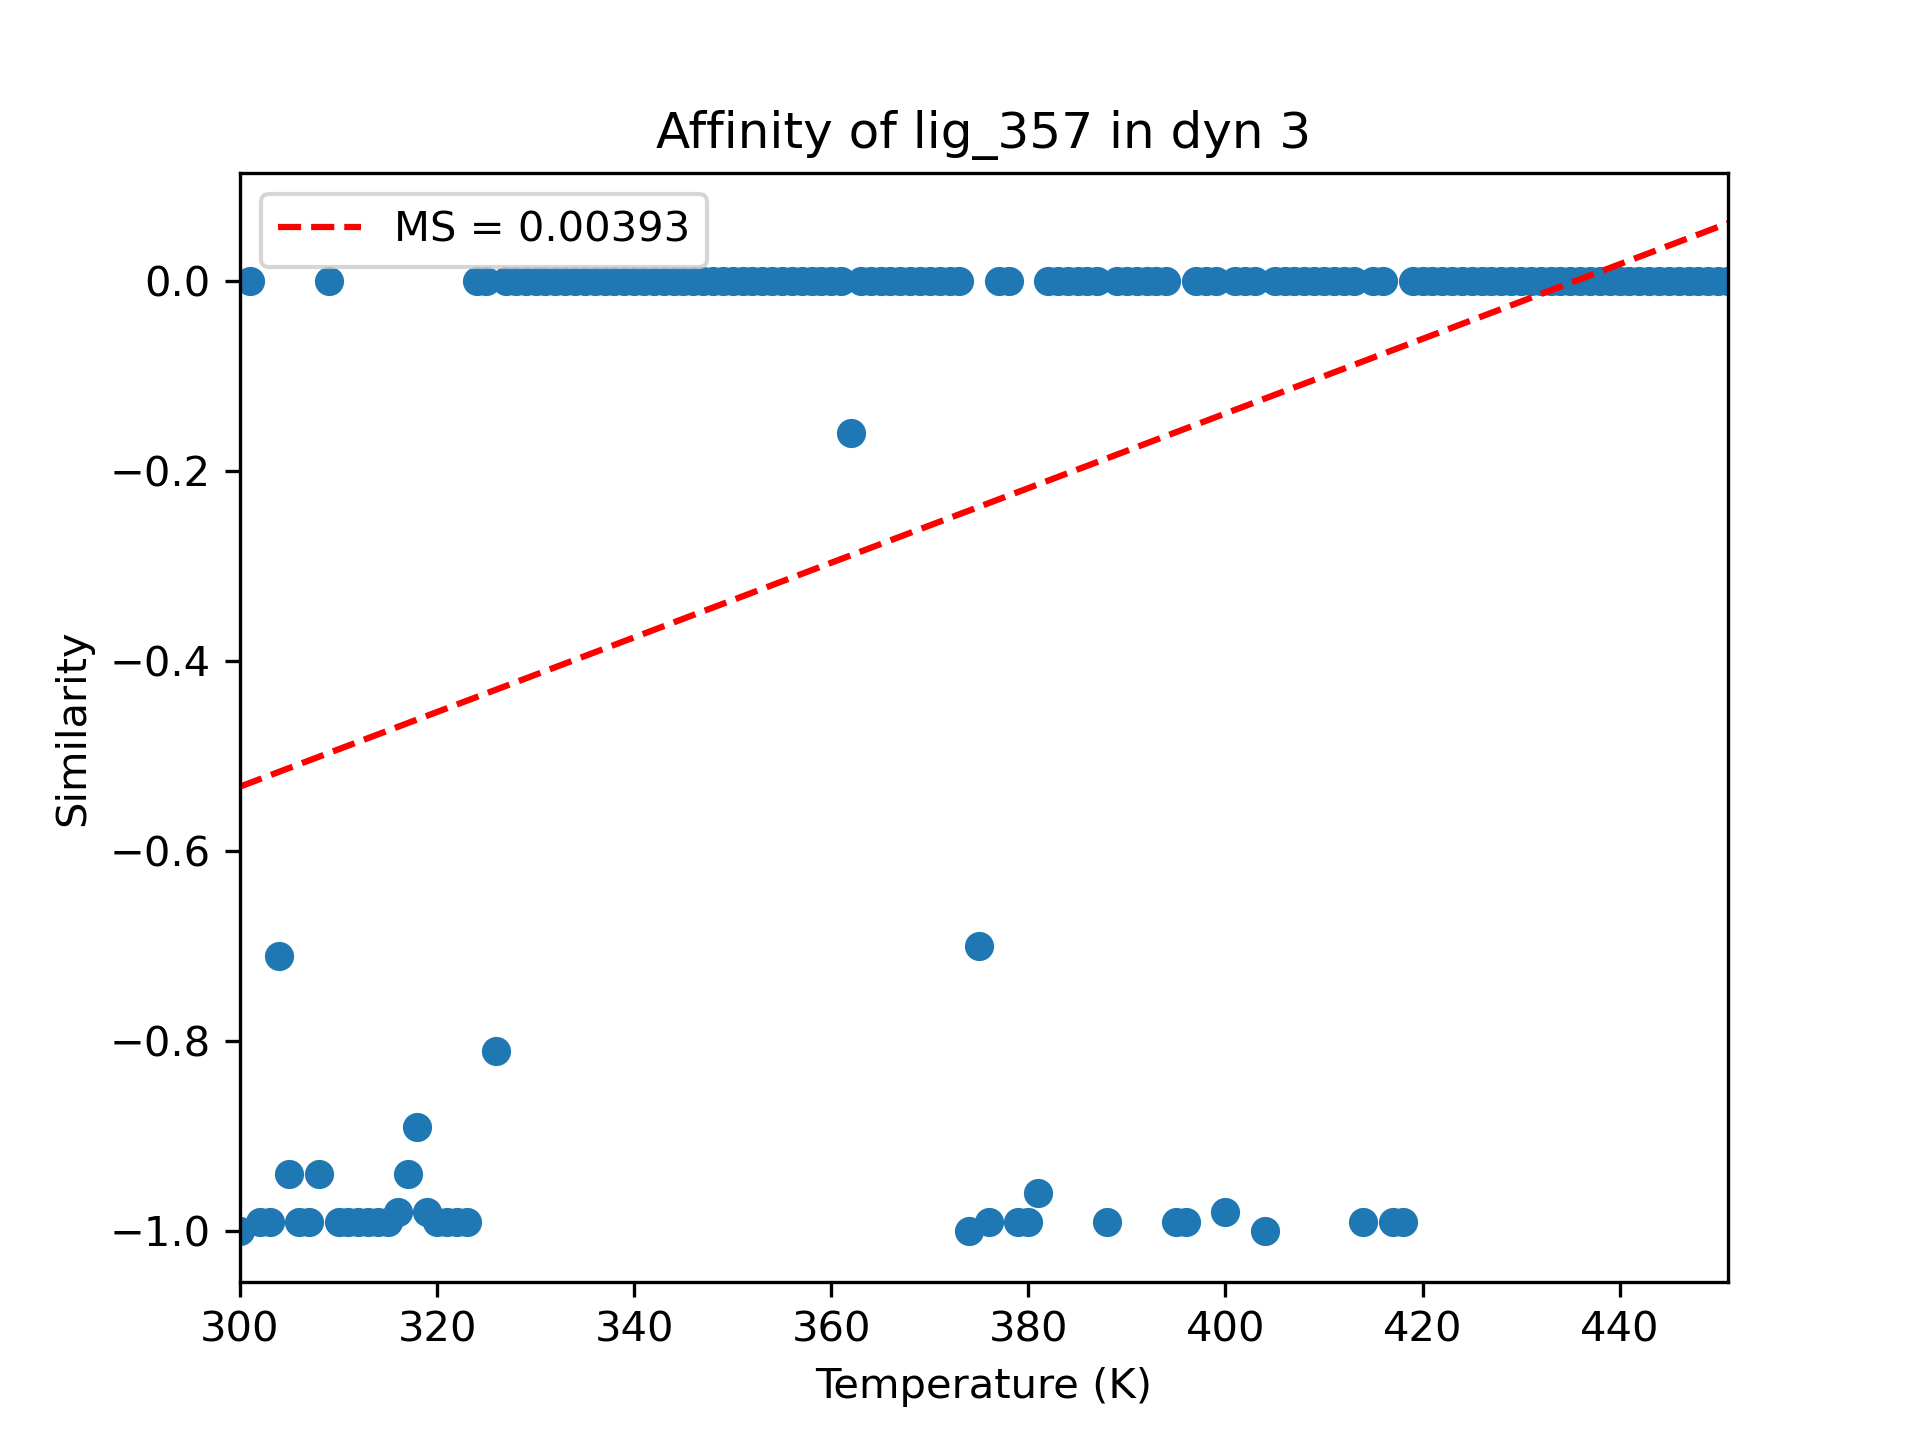 Affinity of lig_357 in dyn 3
MS = 0.00393
0.0
−0.2
−0.4
−0.6
−0.8
−1.0
Similarity
300 320 340 360 380 400 420 440
Temperature (K)